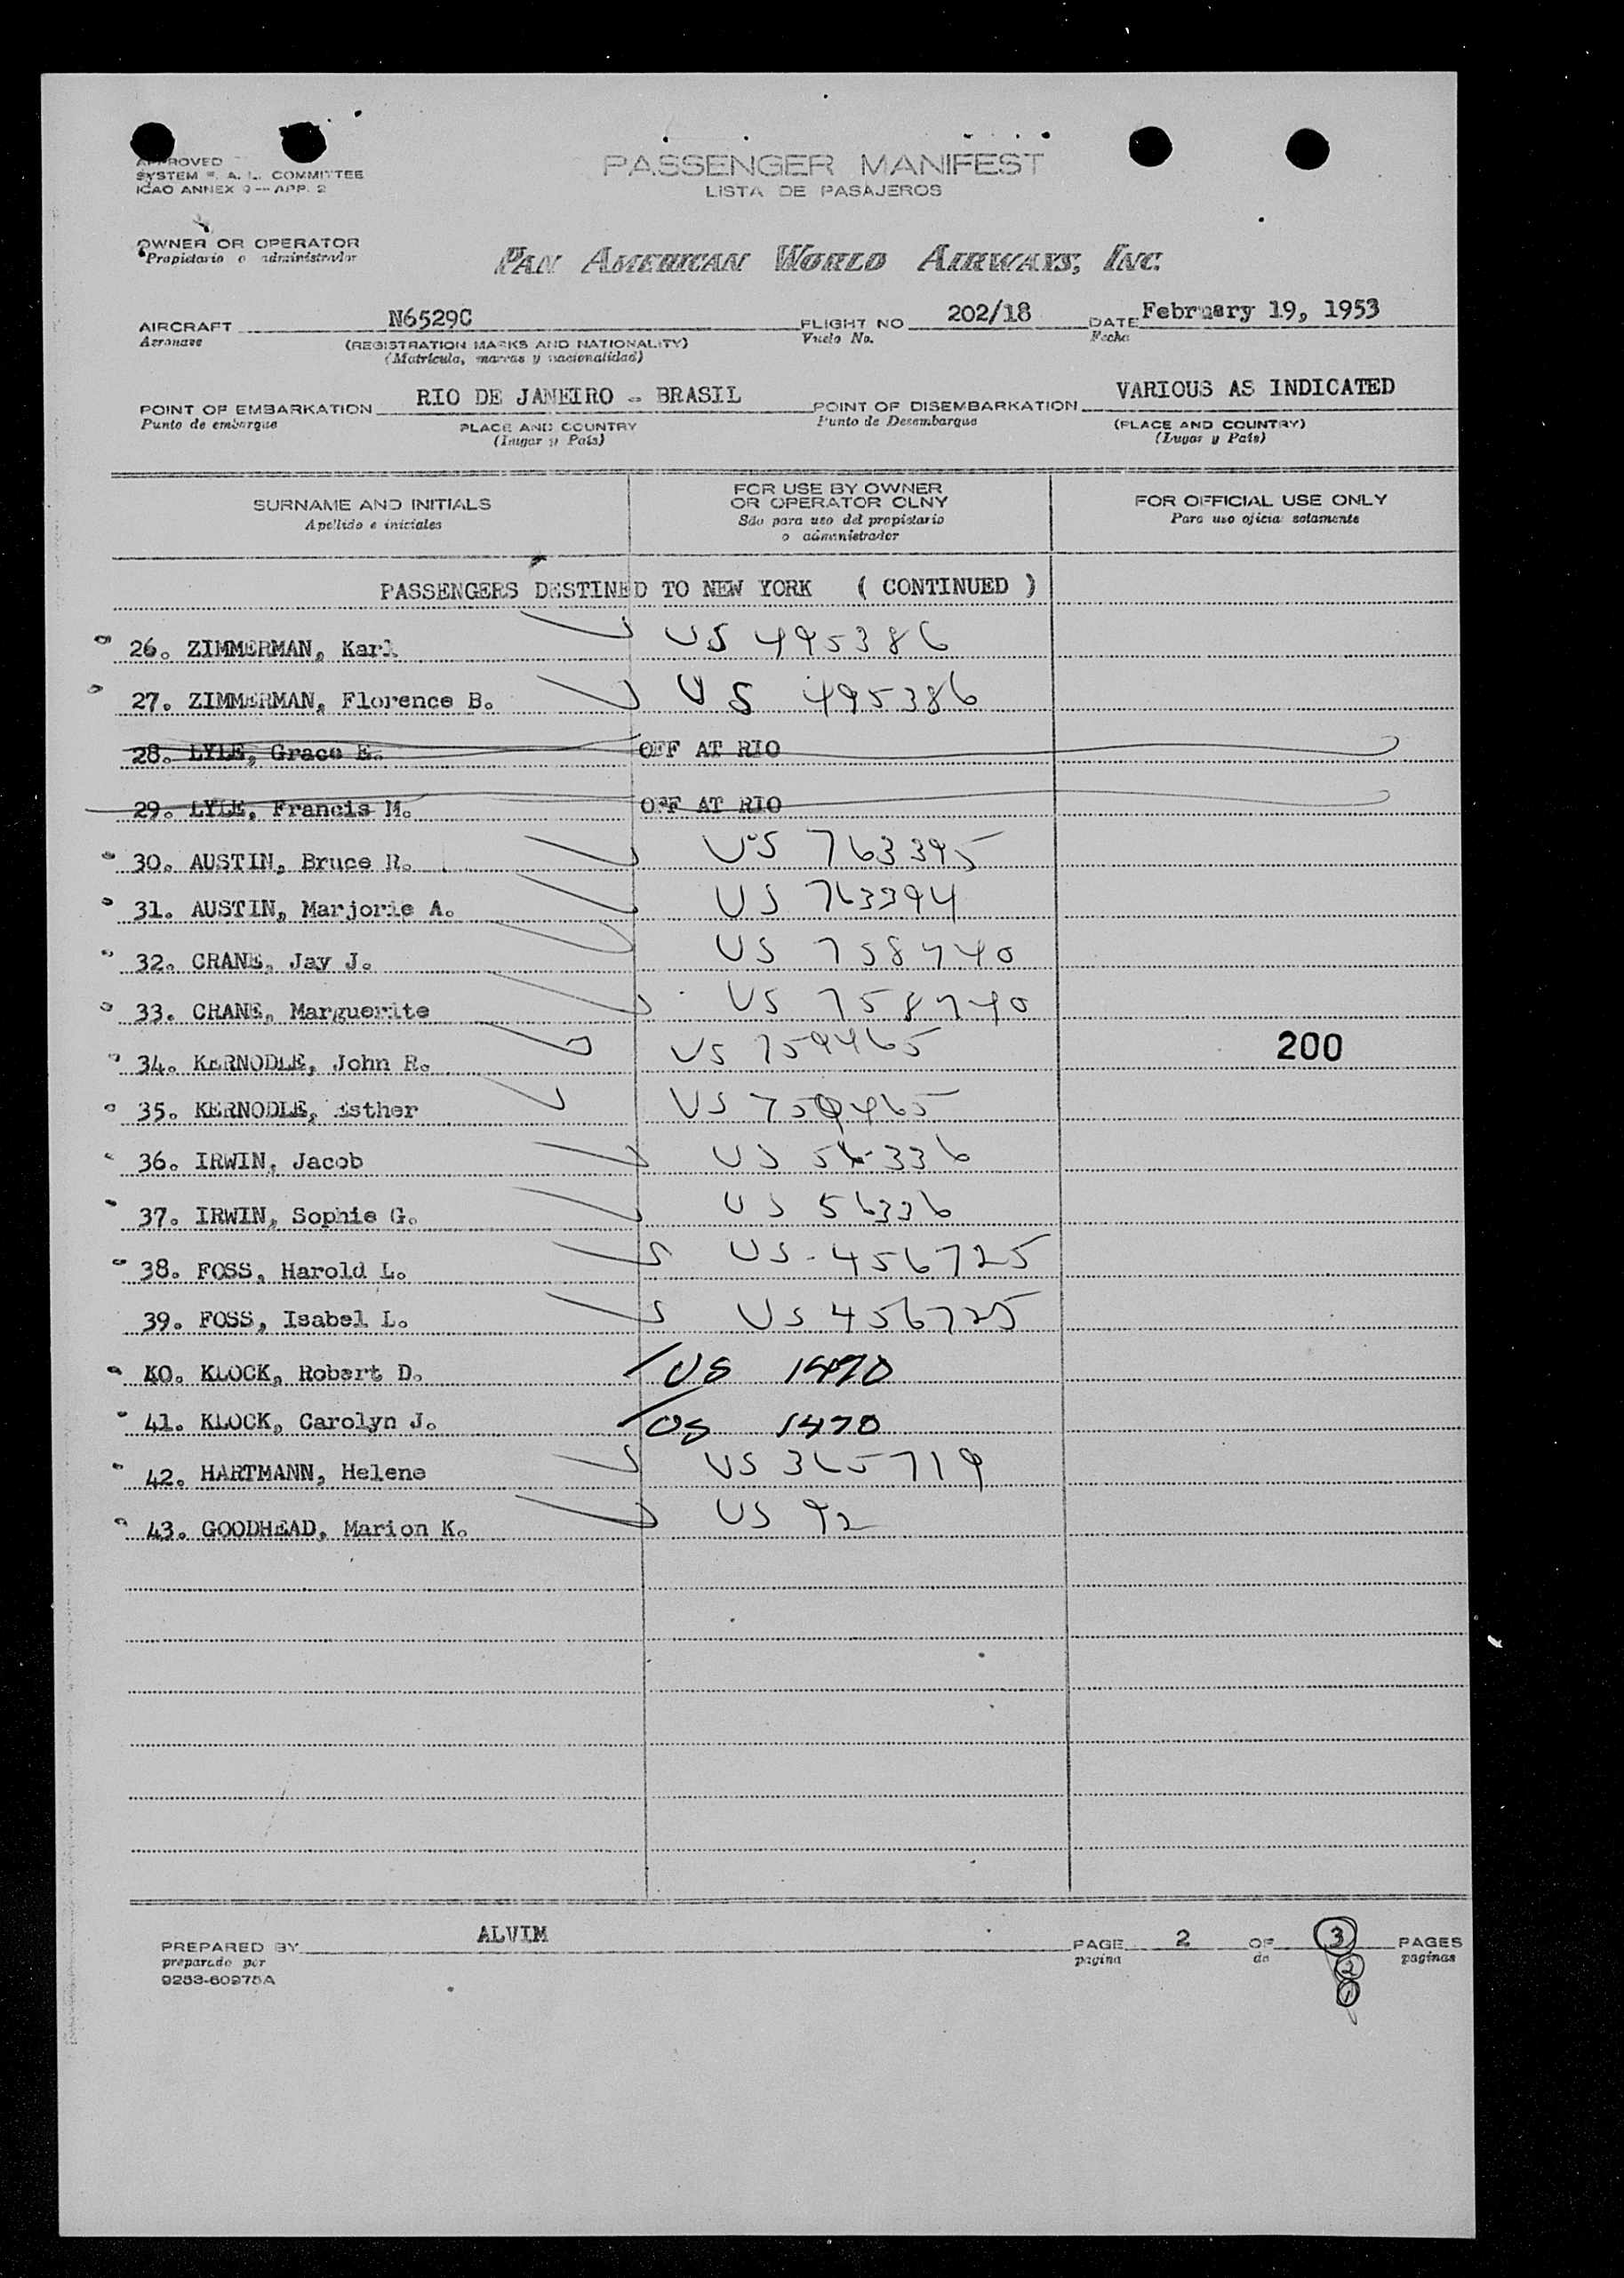 APPROVED
SYSTEM F. A. L. COMMITTEE
ICAO ANNEX 9 — APP. 2
PASSENGER MANIFEST
LISTA DE PASAJEROS
OWNER OR OPERATOR
Propietario o administrador
PAN AMERICAN WORLD AIRWAYS, INC.
AIRCRAFT N6529C FLIGHT NO 202/18 DATE February 19, 1953
Aeronave (REGISTRATION MARKS AND NATIONALITY) Vuelo No. Fecha
(Matrícula, marcas y nacionalidad)
POINT OF EMBARKATION RIO DE JANEIRO - BRASIL POINT OF DISEMBARKATION VARIOUS AS INDICATED
Punto de embarque PLACE AND COUNTRY Punto de Desembarque (PLACE AND COUNTRY)
(Lugar y País) (Lugar y País)
SURNAME AND INITIALS
Apellido e iniciales
FOR USE BY OWNER
OR OPERATOR OLNY
Sólo para uso del propietario
o administrador
FOR OFFICIAL USE ONLY
Para uso oficial solamente
PASSENGERS DESTINED TO NEW YORK ( CONTINUED )
26. ZIMMERMAN, Karl US 495386
27. ZIMMERMAN, Florence B. US 495386
28. LYLE, Grace E. OFF AT RIO
29. LYLE, Francis M. OFF AT RIO
30. AUSTIN, Bruce R. US 763395
31. AUSTIN, Marjorie A. US 763394
32. CRANE, Jay J. US 758740
33. CRANE, Marguerite US 758740
34. KERNODLE, John R. US 759465 200
35. KERNODLE, Esther US 759465
36. IRWIN, Jacob US 56336
37. IRWIN, Sophie G. US 56336
38. FOSS, Harold L. US-456725
39. FOSS, Isabel L. US 456725
KO. KLOCK, Robert D. US 1470
41. KLOCK, Carolyn J. US 1470
42. HARTMANN, Helene US 365719
43. GOODHEAD, Marion K. US 92
PREPARED BY ALVIM PAGE 2 OF 3 PAGES
preparado por pagina de paginas
9283-60975A 2
1